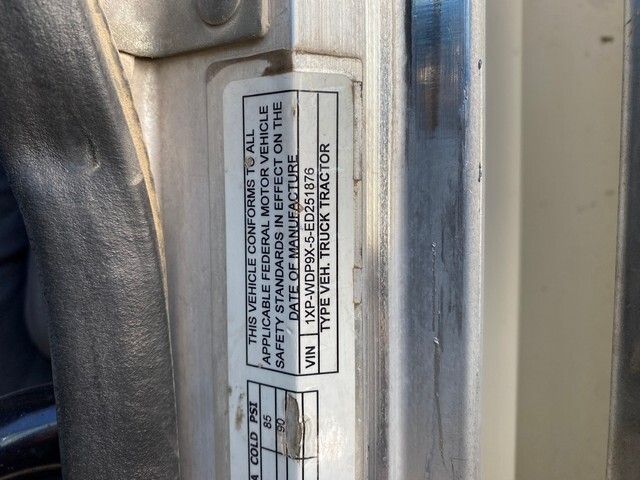 THIS VEHICLE CONFORMS TO ALL
APPLICABLE FEDERAL MOTOR VEHICLE
SAFETY STANDARDS IN EFFECT ON THE
DATE OF MANUFACTURE
VIN 1XP-WDP9X-5-ED251876
TYPE VEH. TRUCK TRACTOR
COLD PSI
85
90